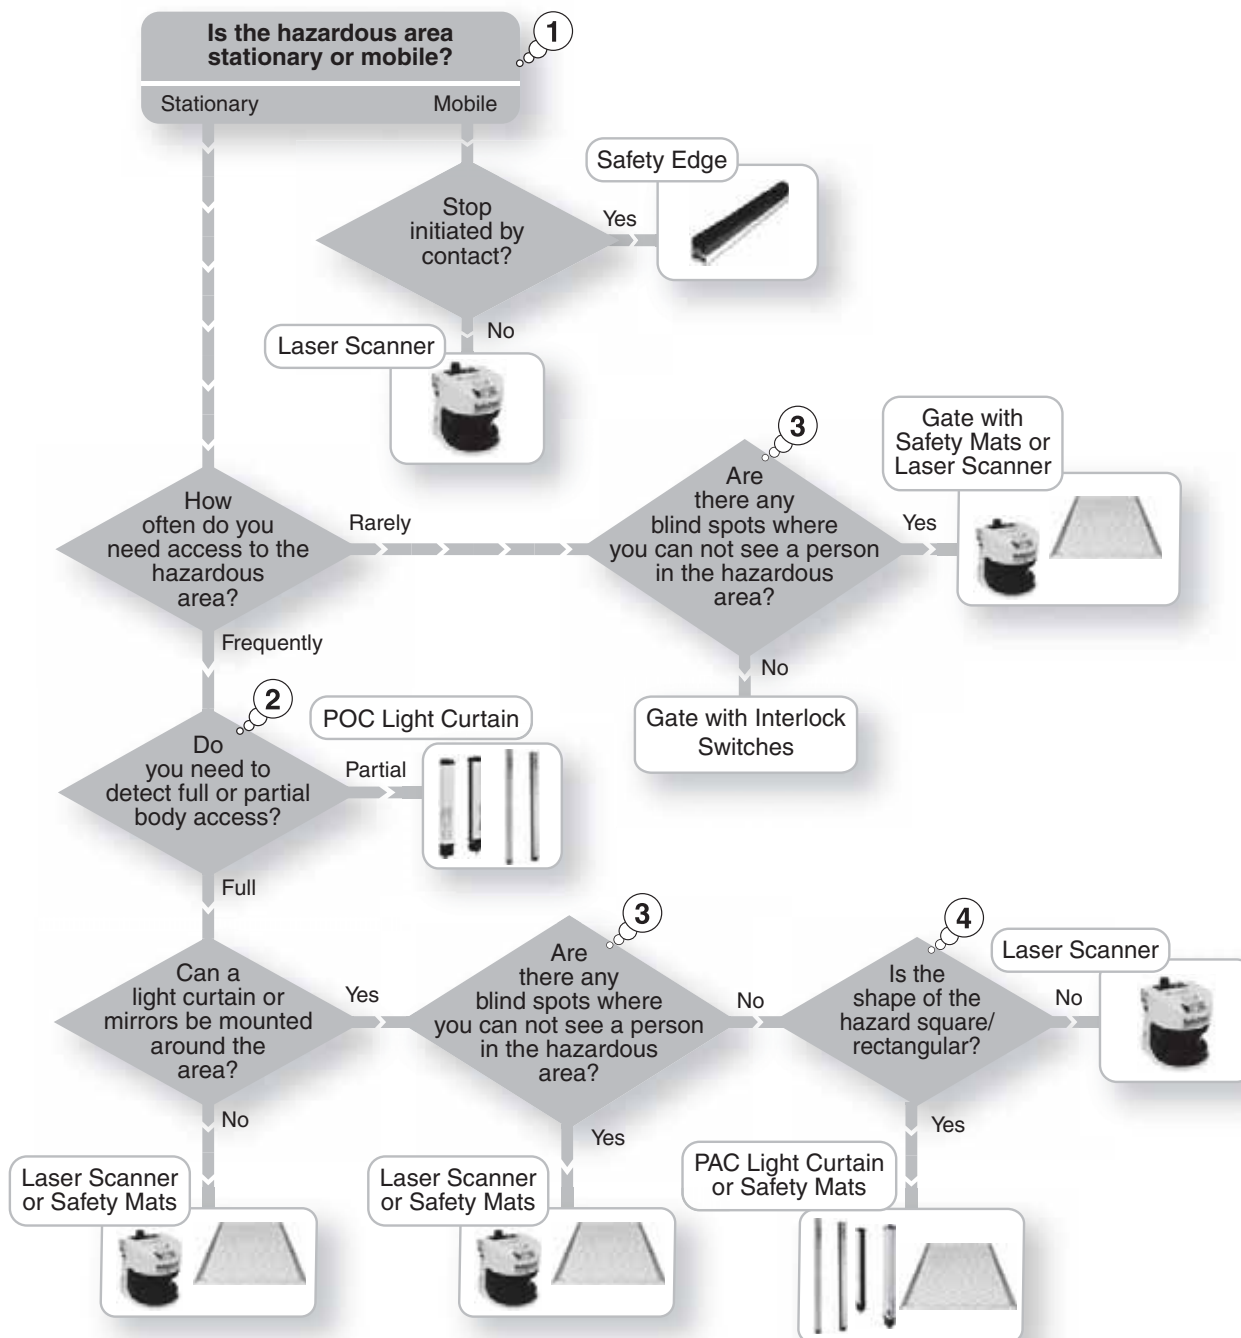 Is the hazardous area
stationary or mobile?
1
Stationary
Mobile
Safety Edge
Stop
initiated by
contact?
Yes
No
Laser Scanner
Gate with
Safety Mats or
Laser Scanner
3
Are
there any
blind spots where
you can not see a person
in the hazardous
area?
Yes
How
often do you
need access to the
hazardous
area?
Rarely
Frequently
No
Gate with Interlock
Switches
2
POC Light Curtain
Do
you need to
detect full or partial
body access?
Partial
Full
Can a
light curtain or
mirrors be mounted
around the
area?
Yes
No
3
Are
there any
blind spots where
you can not see a person
in the hazardous
area?
No
Yes
4
Is the
shape of the
hazard square/
rectangular?
Laser Scanner
No
Yes
Laser Scanner
or Safety Mats
Laser Scanner
or Safety Mats
PAC Light Curtain
or Safety Mats